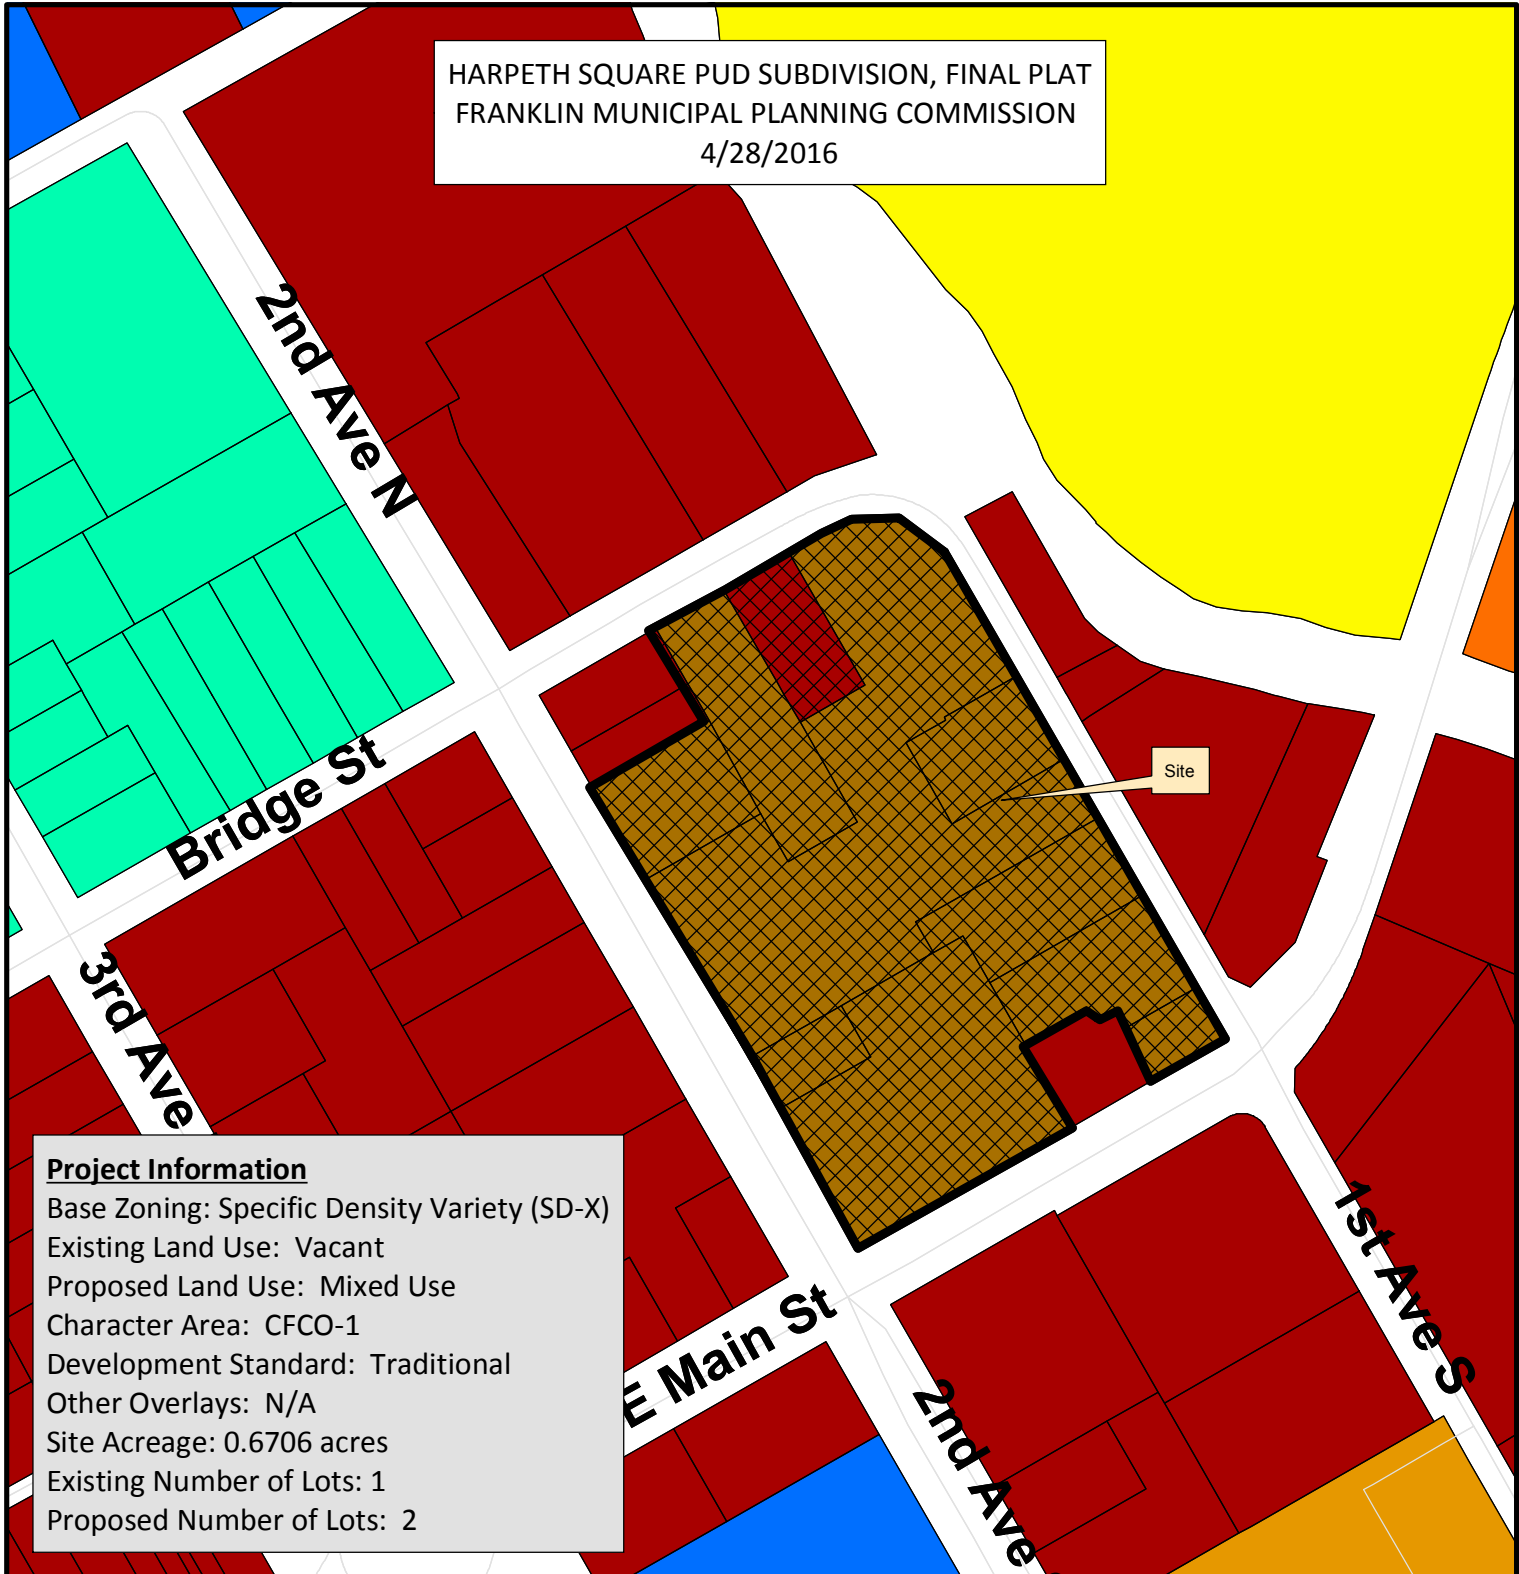 HARPETH SQUARE PUD SUBDIVISION, FINAL PLAT
FRANKLIN MUNICIPAL PLANNING COMMISSION
4/28/2016
2nd Ave N
Site
Bridge St
3rd Ave
Project Information
Base Zoning: Specific Density Variety (SD-X)
Existing Land Use: Vacant
Proposed Land Use: Mixed Use
Character Area: CFCO-1
Development Standard: Traditional
Other Overlays: N/A
Site Acreage: 0.6706 acres
Existing Number of Lots: 1
Proposed Number of Lots: 2
E Main St
1st Ave S
2nd Ave